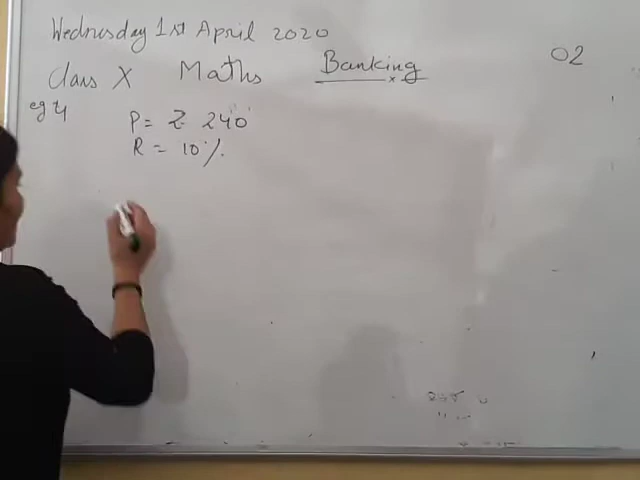 Wednesday 1st April 2020
Class X Maths Banking 02
eg 4
P = ₹ 240
R = 10%